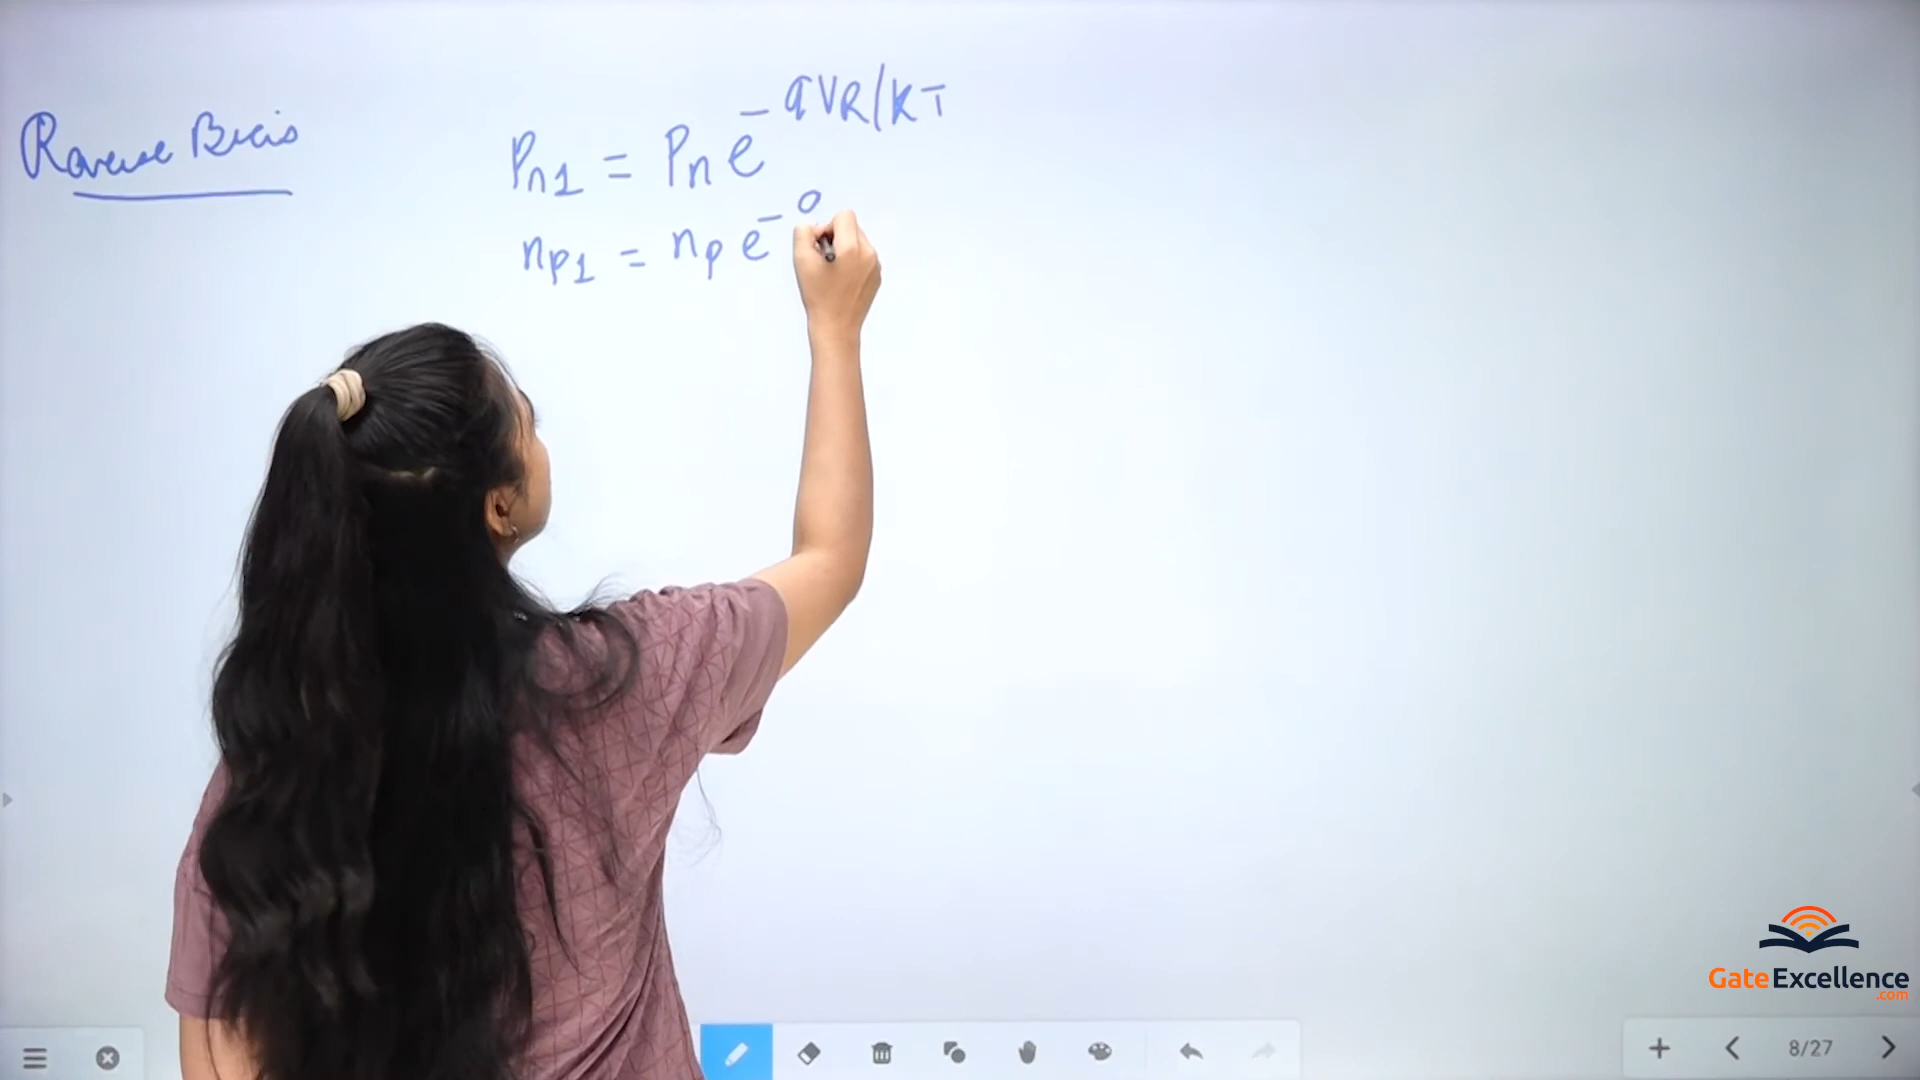 Reverse Bias
Pn1 = Pn e^-qVR/KT
np1 = np e^-
GateExcellence
.com
8/27